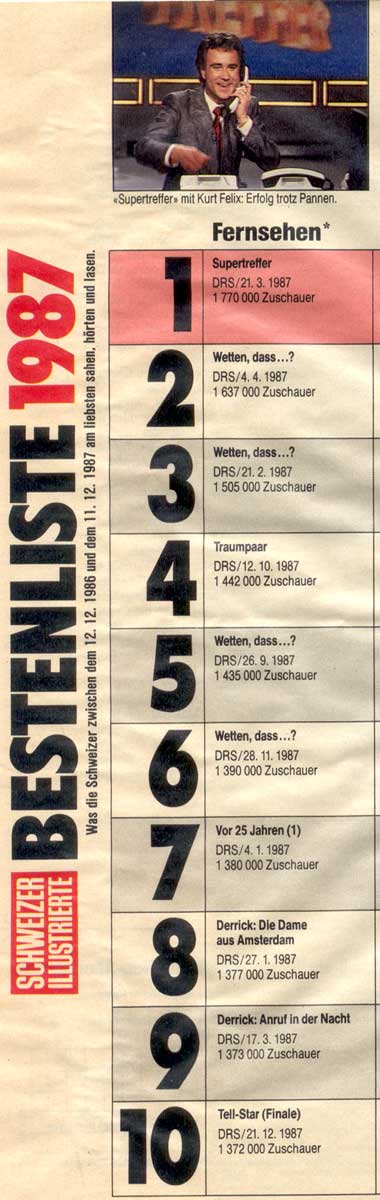 «Supertreffer» mit Kurt Felix: Erfolg trotz Pannen.
SCHWEIZER
ILLUSTRIERTE
BESTENLISTE 1987
Was die Schweizer zwischen dem 12. 12. 1986 und dem 11. 12. 1987 am liebsten sahen, hörten und lasen.
Fernsehen*
1
Supertreffer
DRS/21. 3. 1987
1 770 000 Zuschauer
2
Wetten, dass...?
DRS/4. 4. 1987
1 637 000 Zuschauer
3
Wetten, dass...?
DRS/21. 2. 1987
1 505 000 Zuschauer
4
Traumpaar
DRS/12. 10. 1987
1 442 000 Zuschauer
5
Wetten, dass...?
DRS/26. 9. 1987
1 435 000 Zuschauer
6
Wetten, dass...?
DRS/28. 11. 1987
1 390 000 Zuschauer
7
Vor 25 Jahren (1)
DRS/4. 1. 1987
1 380 000 Zuschauer
8
Derrick: Die Dame
aus Amsterdam
DRS/27. 1. 1987
1 377 000 Zuschauer
9
Derrick: Anruf in der Nacht
DRS/17. 3. 1987
1 373 000 Zuschauer
10
Tell-Star (Finale)
DRS/21. 12. 1987
1 372 000 Zuschauer